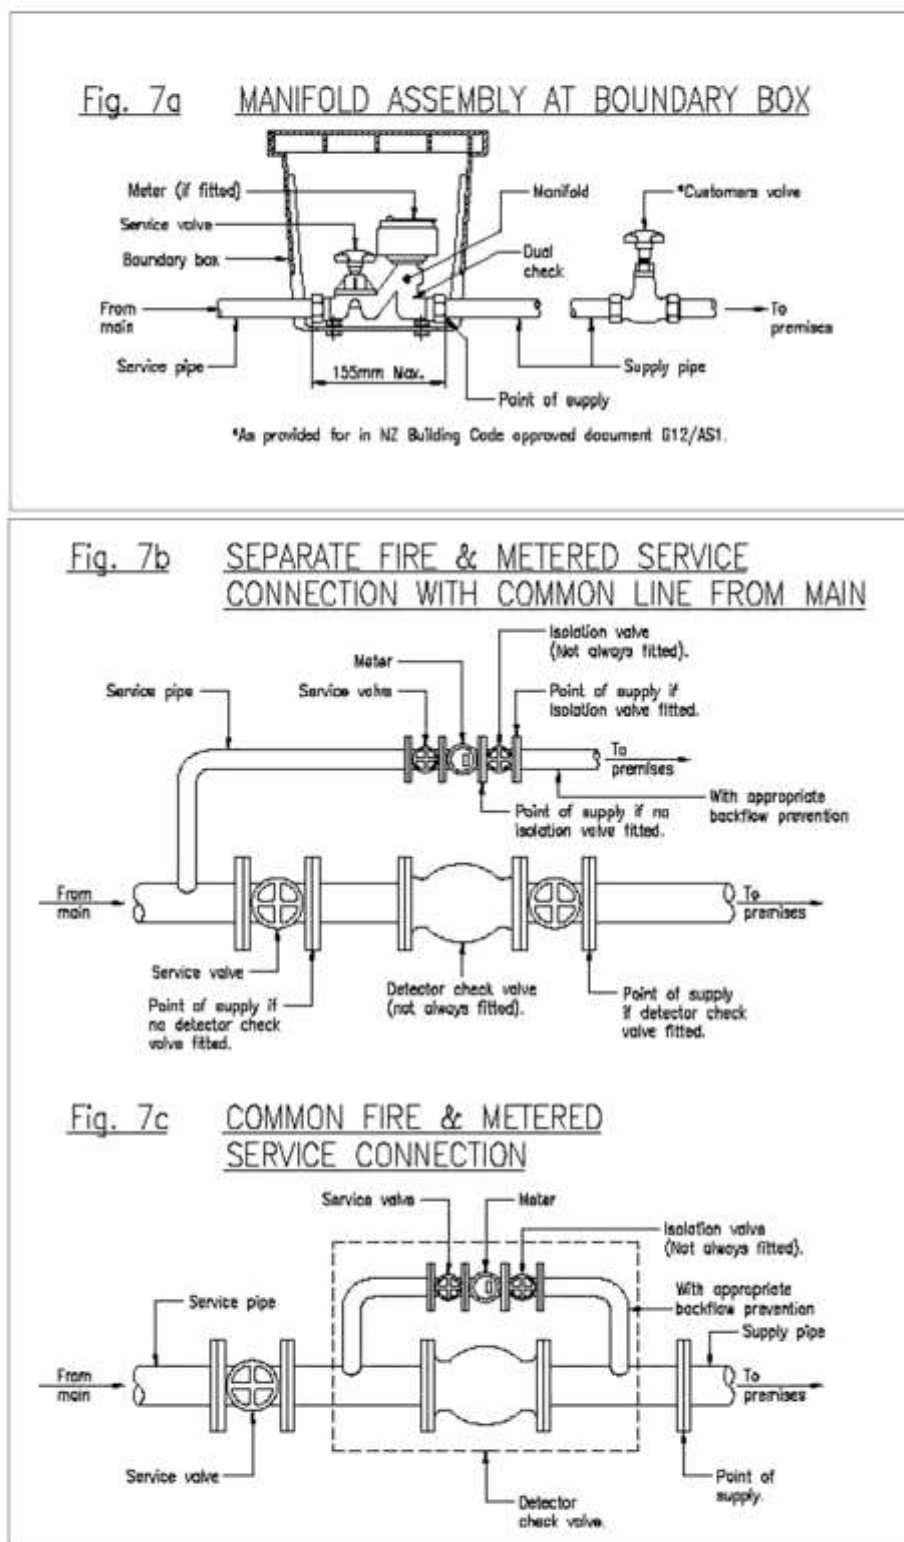 Fig. 7a MANIFOLD ASSEMBLY AT BOUNDARY BOX
Meter (if fitted)
Manifold
*Customers valve
Service valve
Boundary box
Dual
check
From
main
To
premises
Service pipe
Supply pipe
155mm Max.
Point of supply
*As provided for in NZ Building Code approved document G12/AS1.
Fig. 7b SEPARATE FIRE & METERED SERVICE
CONNECTION WITH COMMON LINE FROM MAIN
Isolation valve
(Not always fitted).
Meter
Service pipe
Service valve
Point of supply if
isolation valve fitted.
To
premises
With appropriate
backflow prevention
Point of supply if no
isolation valve fitted.
From
main
To
premises
Service valve
Point of supply if
no detector check
valve fitted.
Detector check valve
(not always fitted).
Point of supply
if detector check
valve fitted.
Fig. 7c COMMON FIRE & METERED
SERVICE CONNECTION
Service valve
Meter
Isolation valve
(Not always fitted).
Service pipe
With appropriate
backflow prevention
Supply pipe
From
main
To
premises
Service valve
Detector
check valve.
Point of
supply.